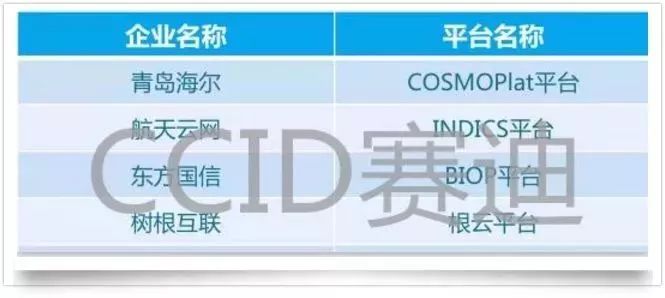 企业名称 平台名称
青岛海尔 COSMOPlat平台
航天云网 INDICS平台
东方国信 BIOP平台
树根互联 根云平台
CCID赛迪